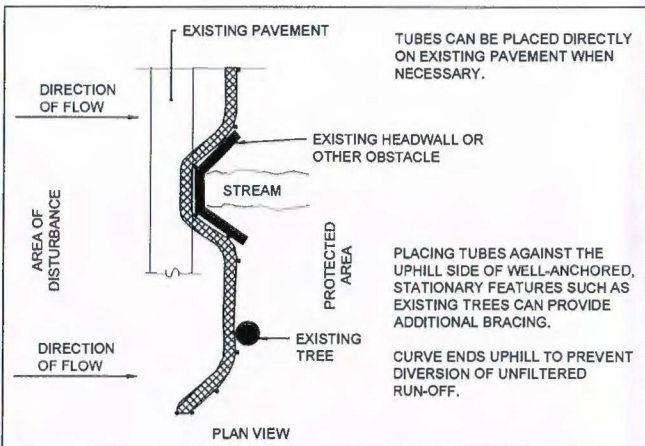 EXISTING PAVEMENT
TUBES CAN BE PLACED DIRECTLY
ON EXISTING PAVEMENT WHEN
NECESSARY.
DIRECTION
OF FLOW
EXISTING HEADWALL OR
OTHER OBSTACLE
STREAM
AREA OF
DISTURBANCE
PROTECTED
AREA
PLACING TUBES AGAINST THE
UPHILL SIDE OF WELL-ANCHORED,
STATIONARY FEATURES SUCH AS
EXISTING TREES CAN PROVIDE
ADDITIONAL BRACING.
DIRECTION
OF FLOW
EXISTING
TREE
CURVE ENDS UPHILL TO PREVENT
DIVERSION OF UNFILTERED
RUN-OFF.
PLAN VIEW